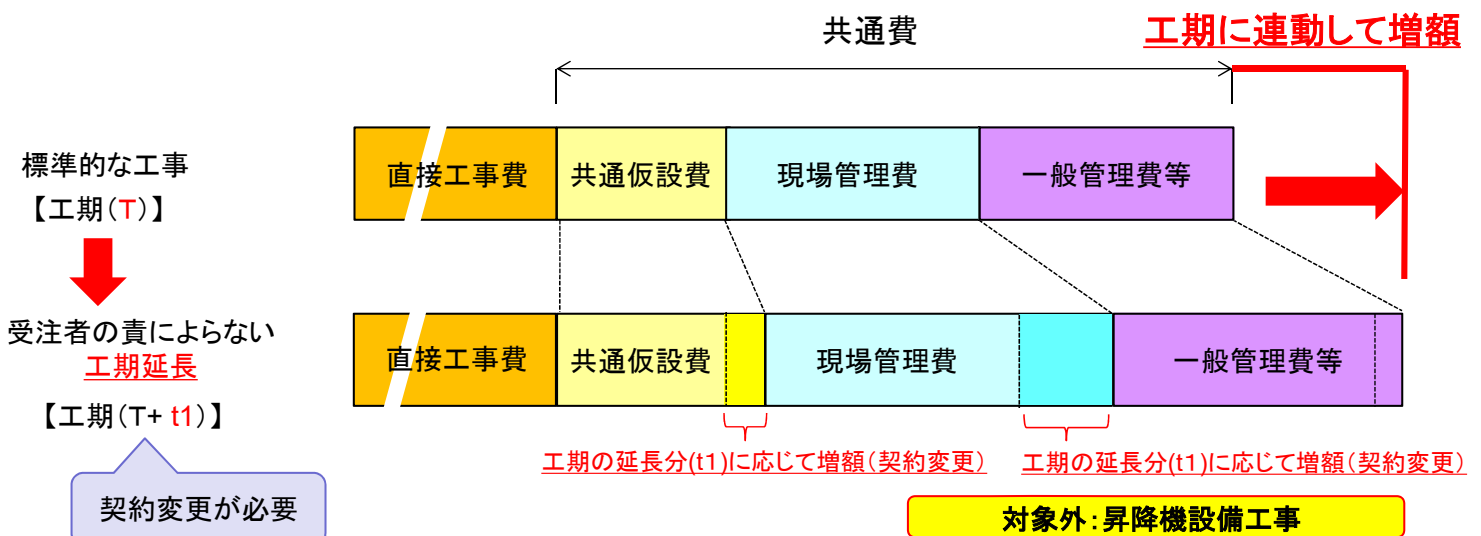 共通費
工期に連動して増額
標準的な工事
【工期(T)】
直接工事費
共通仮設費
現場管理費
一般管理費等
受注者の責によらない
工期延長
【工期(T+ t1)】
直接工事費
共通仮設費
現場管理費
一般管理費等
工期の延長分(t1)に応じて増額(契約変更)
工期の延長分(t1)に応じて増額(契約変更)
契約変更が必要
対象外:昇降機設備工事